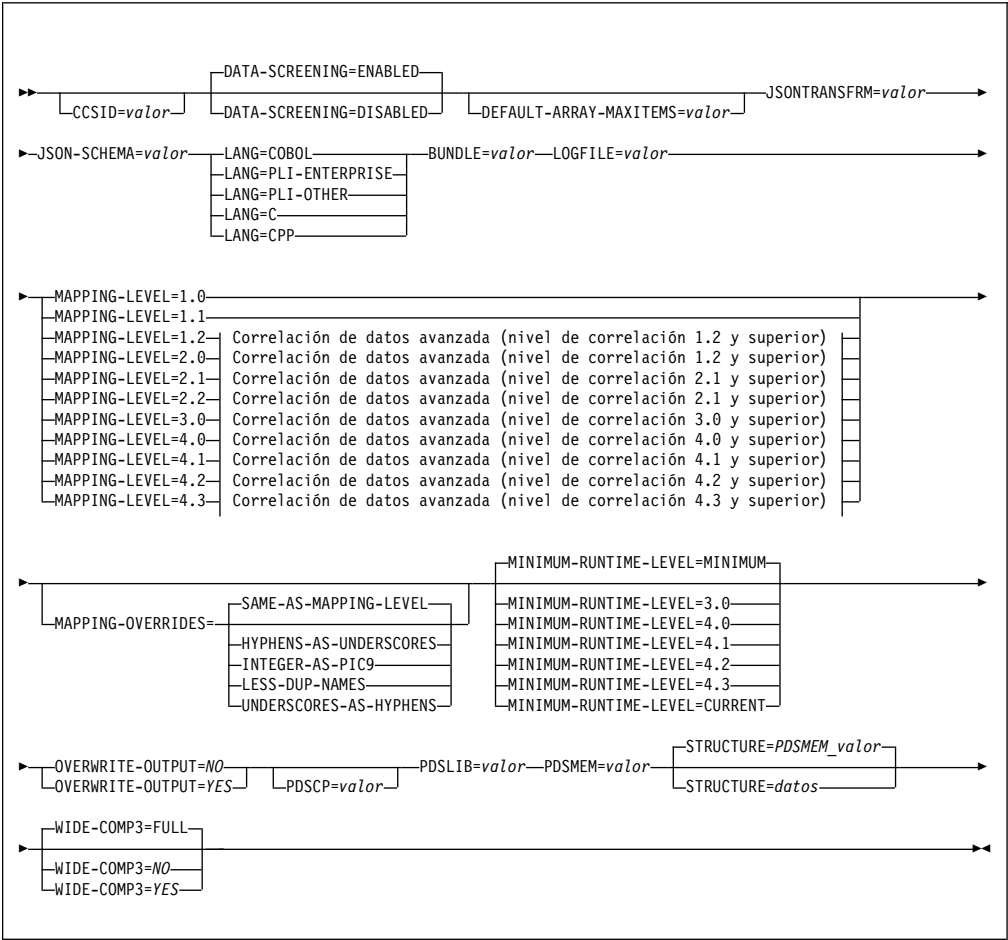 DATA-SCREENING=ENABLED
CCSID=valor DATA-SCREENING=DISABLED DEFAULT-ARRAY-MAXITEMS=valor JSONTRANSFRM=valor
JSON-SCHEMA=valor LANG=COBOL BUNDLE=valor LOGFILE=valor
LANG=PLI-ENTERPRISE
LANG=PLI-OTHER
LANG=C
LANG=CPP
MAPPING-LEVEL=1.0
MAPPING-LEVEL=1.1
MAPPING-LEVEL=1.2 Correlación de datos avanzada (nivel de correlación 1.2 y superior)
MAPPING-LEVEL=2.0 Correlación de datos avanzada (nivel de correlación 1.2 y superior)
MAPPING-LEVEL=2.1 Correlación de datos avanzada (nivel de correlación 2.1 y superior)
MAPPING-LEVEL=2.2 Correlación de datos avanzada (nivel de correlación 2.1 y superior)
MAPPING-LEVEL=3.0 Correlación de datos avanzada (nivel de correlación 3.0 y superior)
MAPPING-LEVEL=4.0 Correlación de datos avanzada (nivel de correlación 4.0 y superior)
MAPPING-LEVEL=4.1 Correlación de datos avanzada (nivel de correlación 4.1 y superior)
MAPPING-LEVEL=4.2 Correlación de datos avanzada (nivel de correlación 4.2 y superior)
MAPPING-LEVEL=4.3 Correlación de datos avanzada (nivel de correlación 4.3 y superior)
MINIMUM-RUNTIME-LEVEL=MINIMUM
SAME-AS-MAPPING-LEVEL MINIMUM-RUNTIME-LEVEL=3.0
MAPPING-OVERRIDES= MINIMUM-RUNTIME-LEVEL=4.0
HYPHENS-AS-UNDERSCORES MINIMUM-RUNTIME-LEVEL=4.1
INTEGER-AS-PIC9 MINIMUM-RUNTIME-LEVEL=4.2
LESS-DUP-NAMES MINIMUM-RUNTIME-LEVEL=4.3
UNDERSCORES-AS-HYPHENS MINIMUM-RUNTIME-LEVEL=CURRENT
STRUCTURE=PDSMEM_valor
OVERWRITE-OUTPUT=NO PDSLIB=valor PDSMEM=valor
OVERWRITE-OUTPUT=YES PDSCP=valor STRUCTURE=datos
WIDE-COMP3=FULL
WIDE-COMP3=NO
WIDE-COMP3=YES